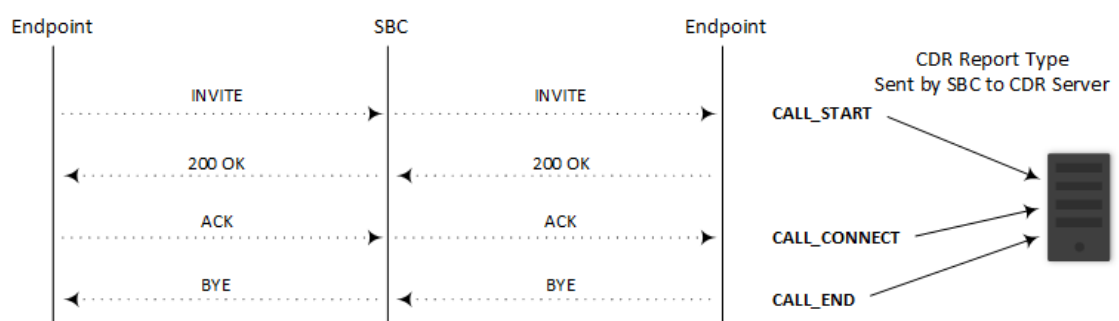 Endpoint
SBC
Endpoint
CDR Report Type
Sent by SBC to CDR Server
INVITE
INVITE
CALL_START
200 OK
200 OK
ACK
ACK
CALL_CONNECT
BYE
BYE
CALL_END